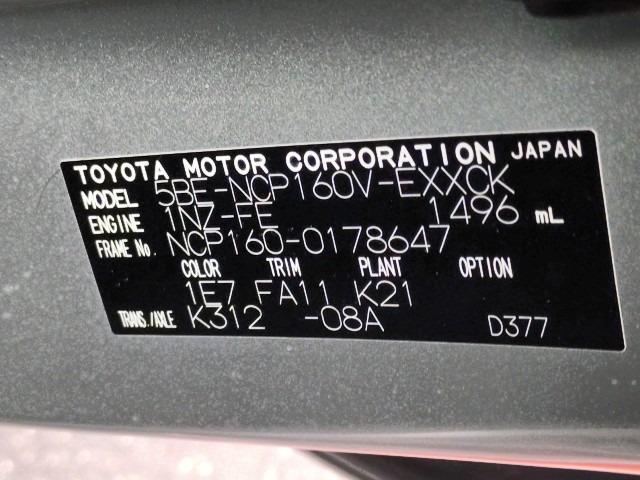 TOYOTA MOTOR CORPORATION JAPAN
MODEL 5BE-NCP160V-EXXCK
ENGINE 1NZ-FE 1496 mL
FRAME No. NCP160-0178647
COLOR TRIM PLANT OPTION
1E7 FA11 K21
TRANS./AXLE K312 -08A D377